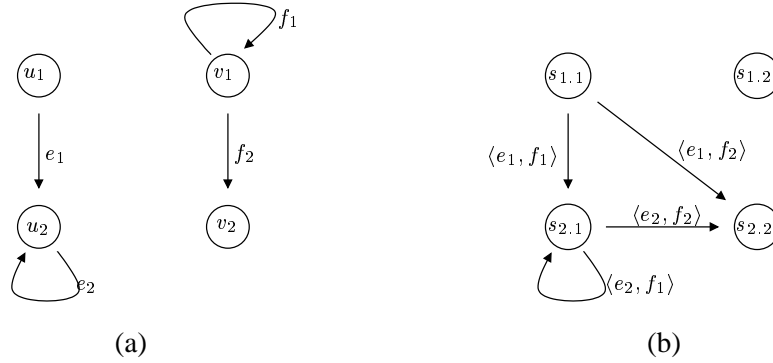 f₁
u₁ v₁ s₁.₁ s₁.₂
e₁ f₂ ⟨e₁, f₁⟩ ⟨e₁, f₂⟩
u₂ v₂ s₂.₁ ⟨e₂, f₂⟩ s₂.₂
e₂ ⟨e₂, f₁⟩
(a) (b)